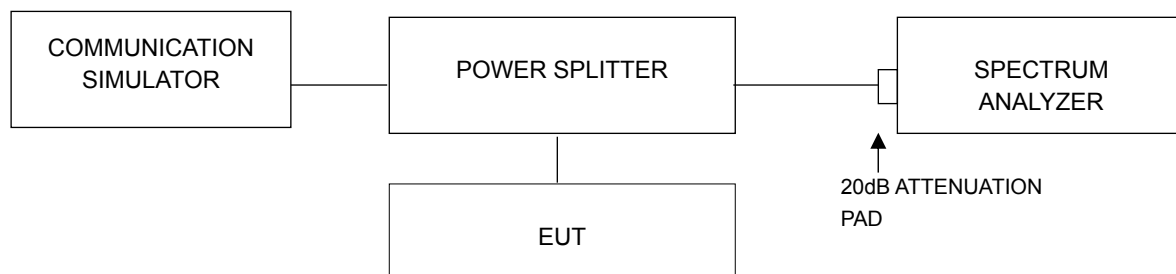 COMMUNICATION
SIMULATOR
POWER SPLITTER
SPECTRUM
ANALYZER
20dB ATTENUATION
PAD
EUT